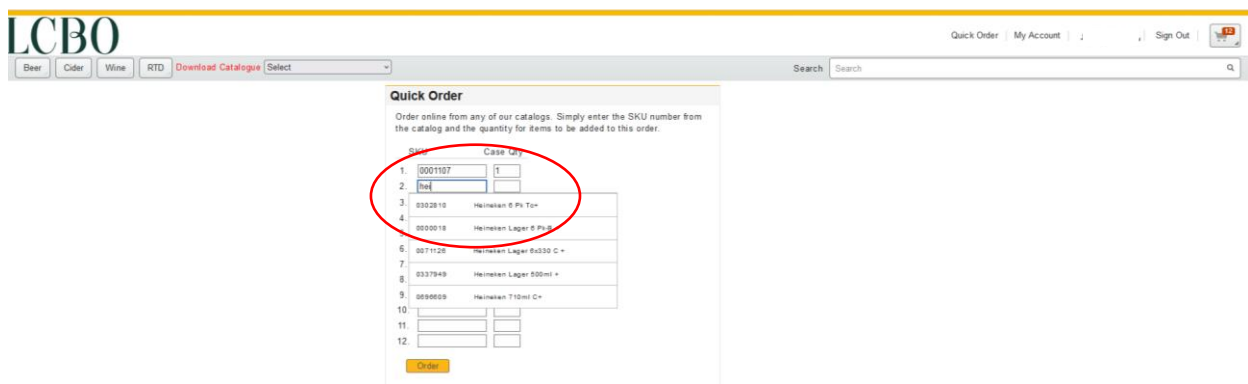 LCBO
Quick Order My Account Sign Out 12
Beer Cider Wine RTD Download Catalogue Select Search Search
Quick Order
Order online from any of our catalogs. Simply enter the SKU number from
the catalog and the quantity for items to be added to this order.
SKU Case Qty
1. 0001107 1
2. hei
3. 0302810 Heineken 6 Pk To+
4.
0000018 Heineken Lager 6 Pk-B
6. 0071126 Heineken Lager 6x330 C +
7.
8. 0337949 Heineken Lager 500ml +
9. 0696609 Heineken 710ml C+
10.
11.
12.
Order